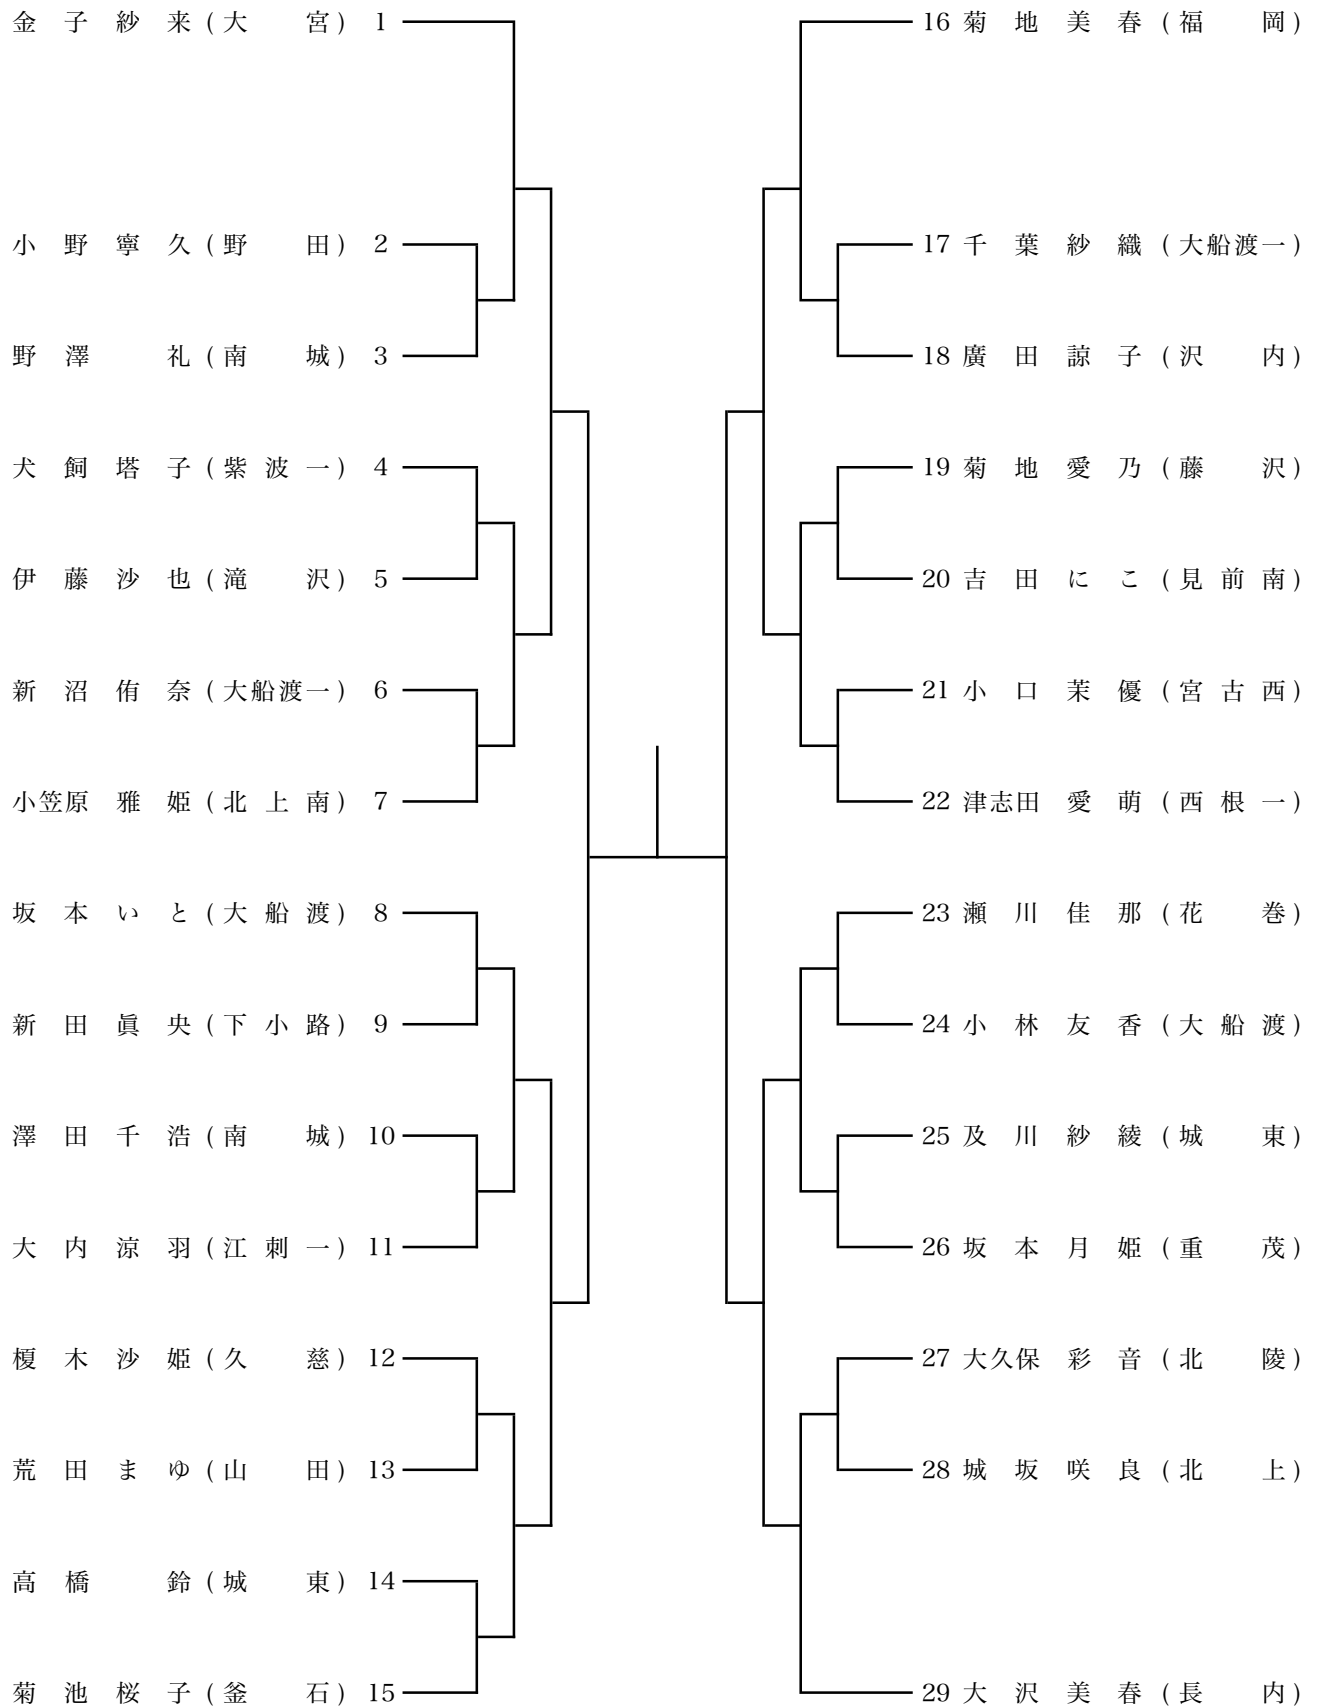 金子紗来(大宮) 1
小野寧久(野田) 2
野澤礼(南城) 3
犬飼塔子(紫波一) 4
伊藤沙也(滝沢) 5
新沼侑奈(大船渡一) 6
小笠原雅姫(北上南) 7
坂本いと(大船渡) 8
新田眞央(下小路) 9
澤田千浩(南城) 10
大内涼羽(江刺一) 11
榎木沙姫(久慈) 12
荒田まゆ(山田) 13
高橋鈴(城東) 14
菊池桜子(釜石) 15
16 菊地美春(福岡)
17 千葉紗織(大船渡一)
18 廣田諒子(沢内)
19 菊地愛乃(藤沢)
20 吉田にこ(見前南)
21 小口茉優(宮古西)
22 津志田愛萌(西根一)
23 瀬川佳那(花巻)
24 小林友香(大船渡)
25 及川紗綾(城東)
26 坂本月姫(重茂)
27 大久保彩音(北陵)
28 城坂咲良(北上)
29 大沢美春(長内)